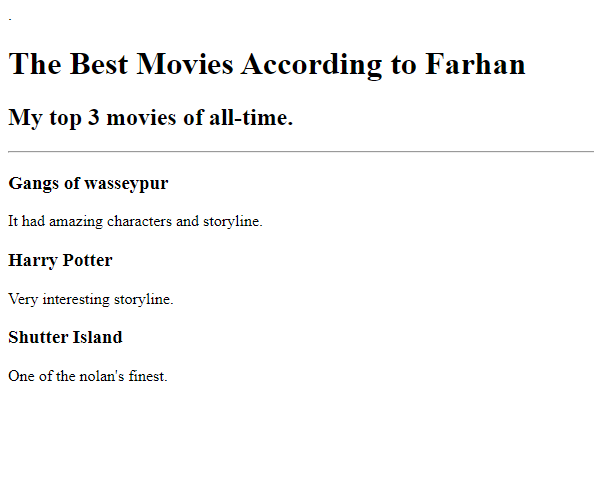 .
The Best Movies According to Farhan
My top 3 movies of all-time.
Gangs of wasseypur
It had amazing characters and storyline.
Harry Potter
Very interesting storyline.
Shutter Island
One of the nolan's finest.